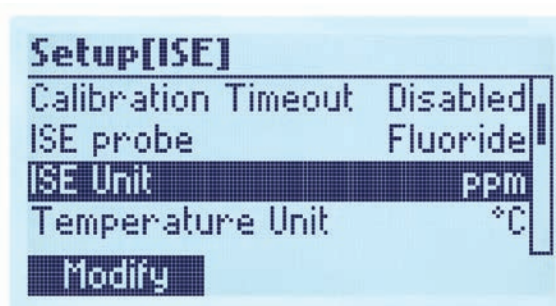 Setup[ISE]
Calibration Timeout Disabled
ISE probe Fluoride
ISE Unit ppm
Temperature Unit °C
Modify